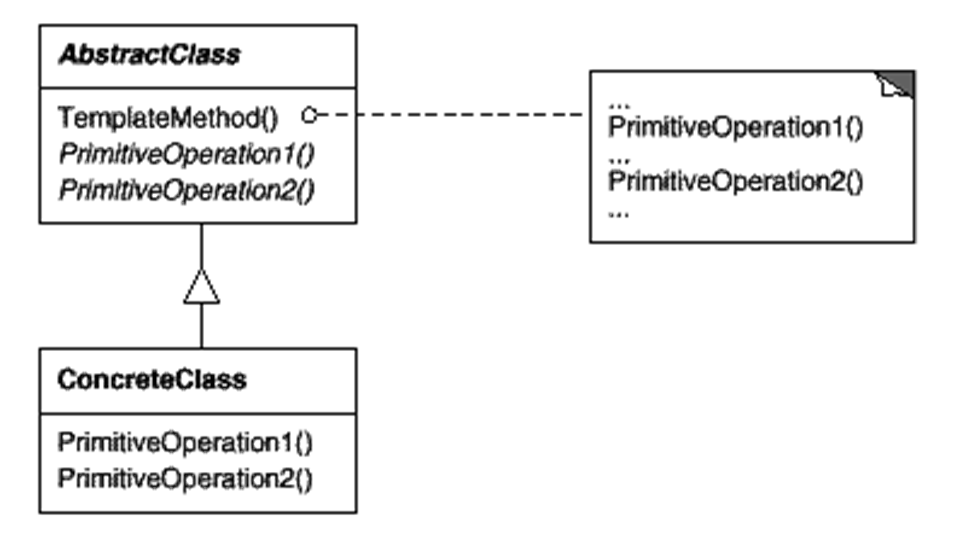 AbstractClass
TemplateMethod()
PrimitiveOperation1()
PrimitiveOperation2()
...
PrimitiveOperation1()
...
PrimitiveOperation2()
...
ConcreteClass
PrimitiveOperation1()
PrimitiveOperation2()